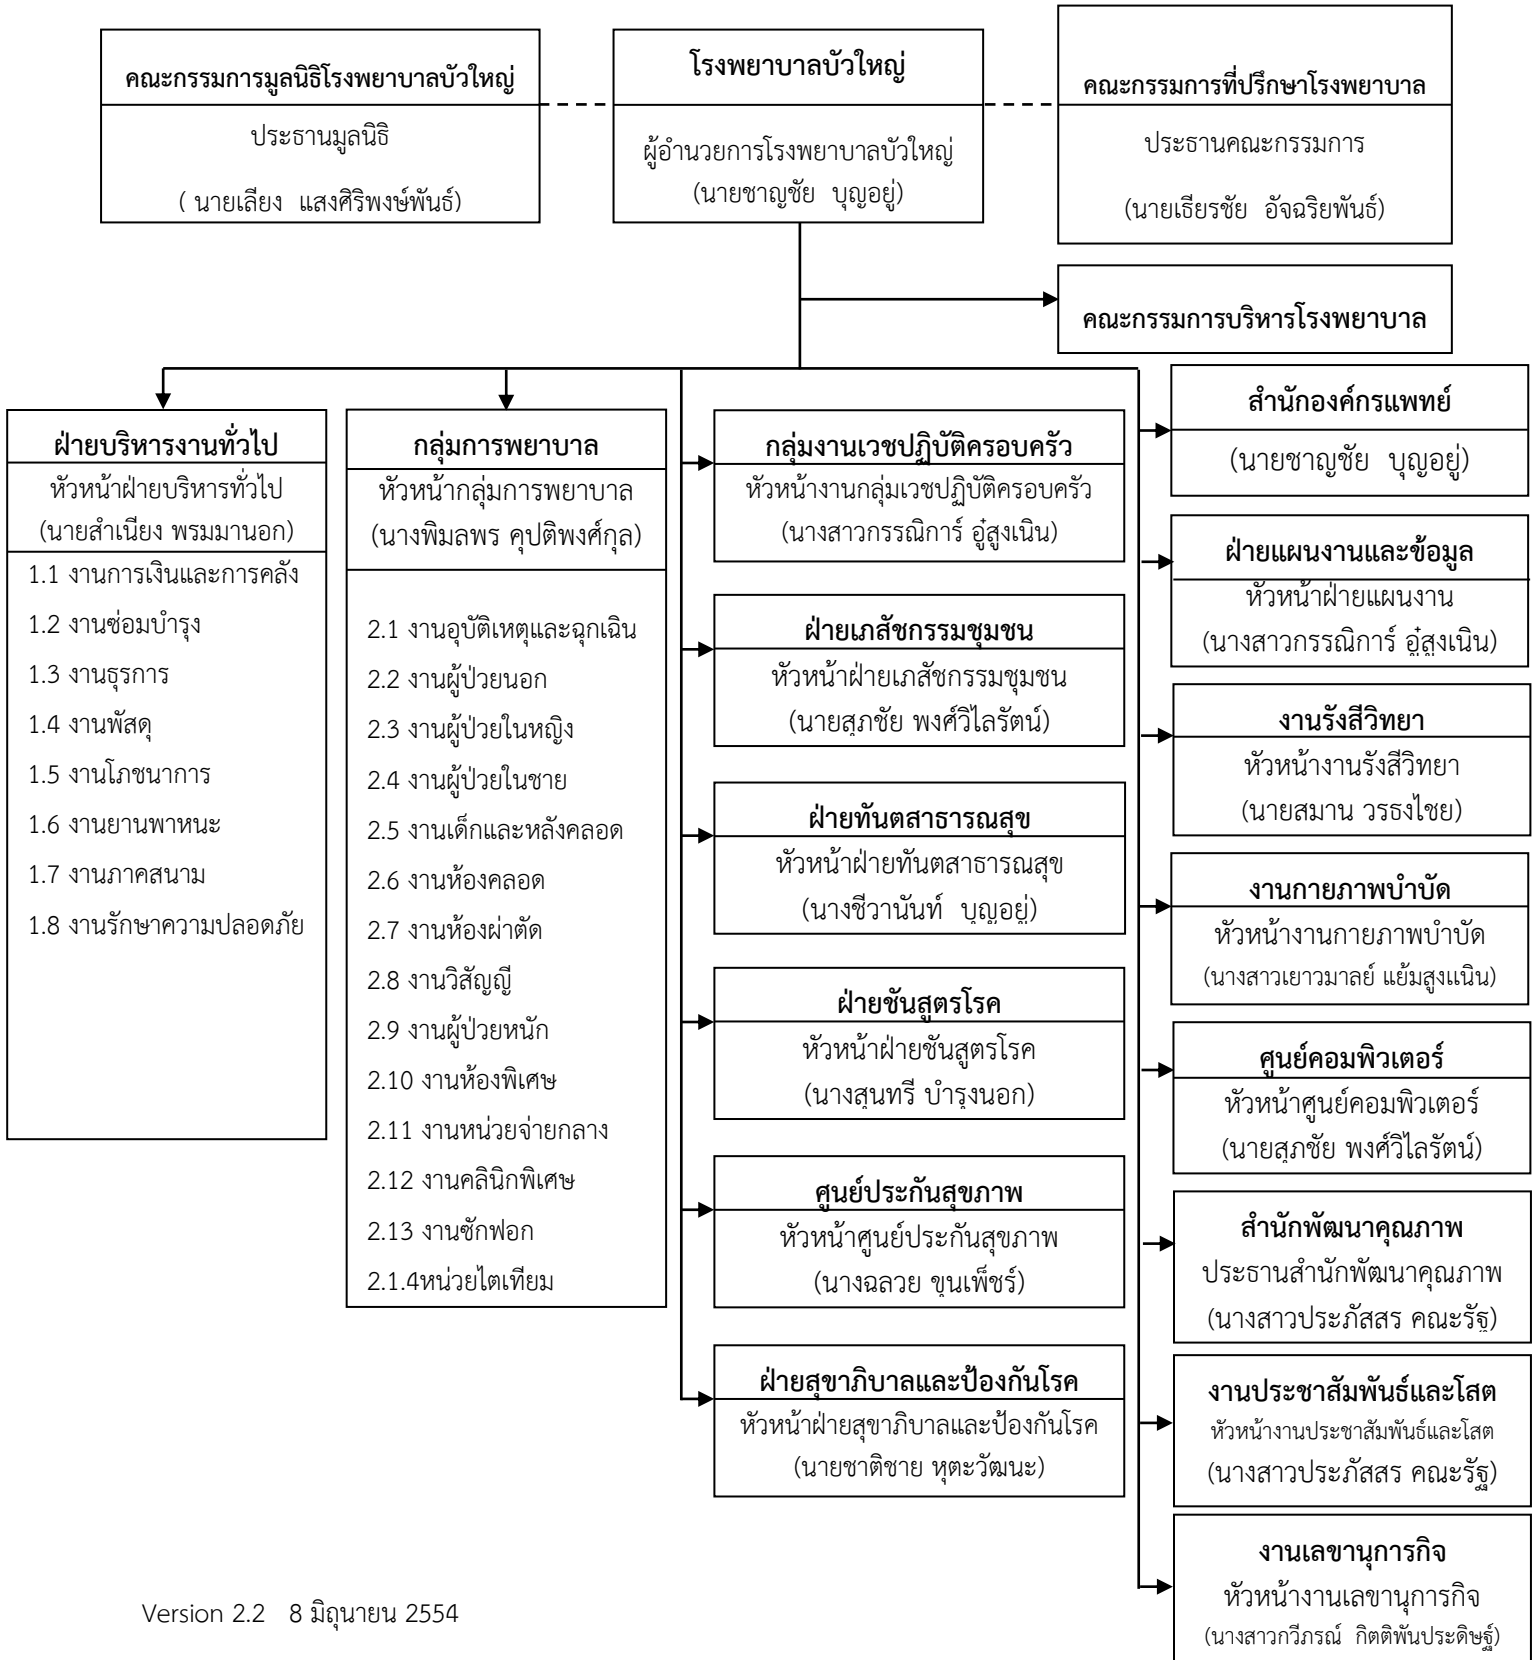 คณะกรรมการมูลนิธิโรงพยาบาลบัวใหญ่
ประธานมูลนิธิ
( นายเลียง แสงศิริพงษ์พันธ์)
โรงพยาบาลบัวใหญ่
ผู้อำนวยการโรงพยาบาลบัวใหญ่
(นายชาญชัย บุญอยู่)
คณะกรรมการที่ปรึกษาโรงพยาบาล
ประธานคณะกรรมการ
(นายเธียรชัย อัจฉริยพันธ์)
คณะกรรมการบริหารโรงพยาบาล
ฝ่ายบริหารงานทั่วไป
หัวหน้าฝ่ายบริหารทั่วไป
(นายสำเนียง พรมมานอก)
1.1 งานการเงินและการคลัง
1.2 งานซ่อมบำรุง
1.3 งานธุรการ
1.4 งานพัสดุ
1.5 งานโภชนาการ
1.6 งานยานพาหนะ
1.7 งานภาคสนาม
1.8 งานรักษาความปลอดภัย
กลุ่มการพยาบาล
หัวหน้ากลุ่มการพยาบาล
(นางพิมลพร คุปติพงศ์กุล)
2.1 งานอุบัติเหตุและฉุกเฉิน
2.2 งานผู้ป่วยนอก
2.3 งานผู้ป่วยในหญิง
2.4 งานผู้ป่วยในชาย
2.5 งานเด็กและหลังคลอด
2.6 งานห้องคลอด
2.7 งานห้องผ่าตัด
2.8 งานวิสัญญี
2.9 งานผู้ป่วยหนัก
2.10 งานห้องพิเศษ
2.11 งานหน่วยจ่ายกลาง
2.12 งานคลินิกพิเศษ
2.13 งานซักฟอก
2.1.4หน่วยไตเทียม
กลุ่มงานเวชปฏิบัติครอบครัว
หัวหน้างานกลุ่มเวชปฏิบัติครอบครัว
(นางสาวกรรณิการ์ อู๋สูงเนิน)
ฝ่ายเภสัชกรรมชุมชน
หัวหน้าฝ่ายเภสัชกรรมชุมชน
(นายสุภชัย พงศ์วิไลรัตน์)
ฝ่ายทันตสาธารณสุข
หัวหน้าฝ่ายทันตสาธารณสุข
(นางชีวานันท์ บุญอยู่)
ฝ่ายชันสูตรโรค
หัวหน้าฝ่ายชันสูตรโรค
(นางสุนทรี บำรุงนอก)
ศูนย์ประกันสุขภาพ
หัวหน้าศูนย์ประกันสุขภาพ
(นางฉลวย ขุนเพ็ชร์)
ฝ่ายสุขาภิบาลและป้องกันโรค
หัวหน้าฝ่ายสุขาภิบาลและป้องกันโรค
(นายชาติชาย หุตะวัฒนะ)
สำนักองค์กรแพทย์
(นายชาญชัย บุญอยู่)
ฝ่ายแผนงานและข้อมูล
หัวหน้าฝ่ายแผนงาน
(นางสาวกรรณิการ์ อู๋สูงเนิน)
งานรังสีวิทยา
หัวหน้างานรังสีวิทยา
(นายสมาน วรธงไชย)
งานกายภาพบำบัด
หัวหน้างานกายภาพบำบัด
(นางสาวเยาวมาลย์ แย้มสูงแนิน)
ศูนย์คอมพิวเตอร์
หัวหน้าศูนย์คอมพิวเตอร์
(นายสุภชัย พงศ์วิไลรัตน์)
สำนักพัฒนาคุณภาพ
ประธานสำนักพัฒนาคุณภาพ
(นางสาวประภัสสร คณะรัฐ)
งานประชาสัมพันธ์และโสต
หัวหน้างานประชาสัมพันธ์และโสต
(นางสาวประภัสสร คณะรัฐ)
งานเลขานุการกิจ
หัวหน้างานเลขานุการกิจ
(นางสาวกวีภรณ์ กิตติพันประดิษฐ์)
Version 2.2 8 มิถุนายน 2554